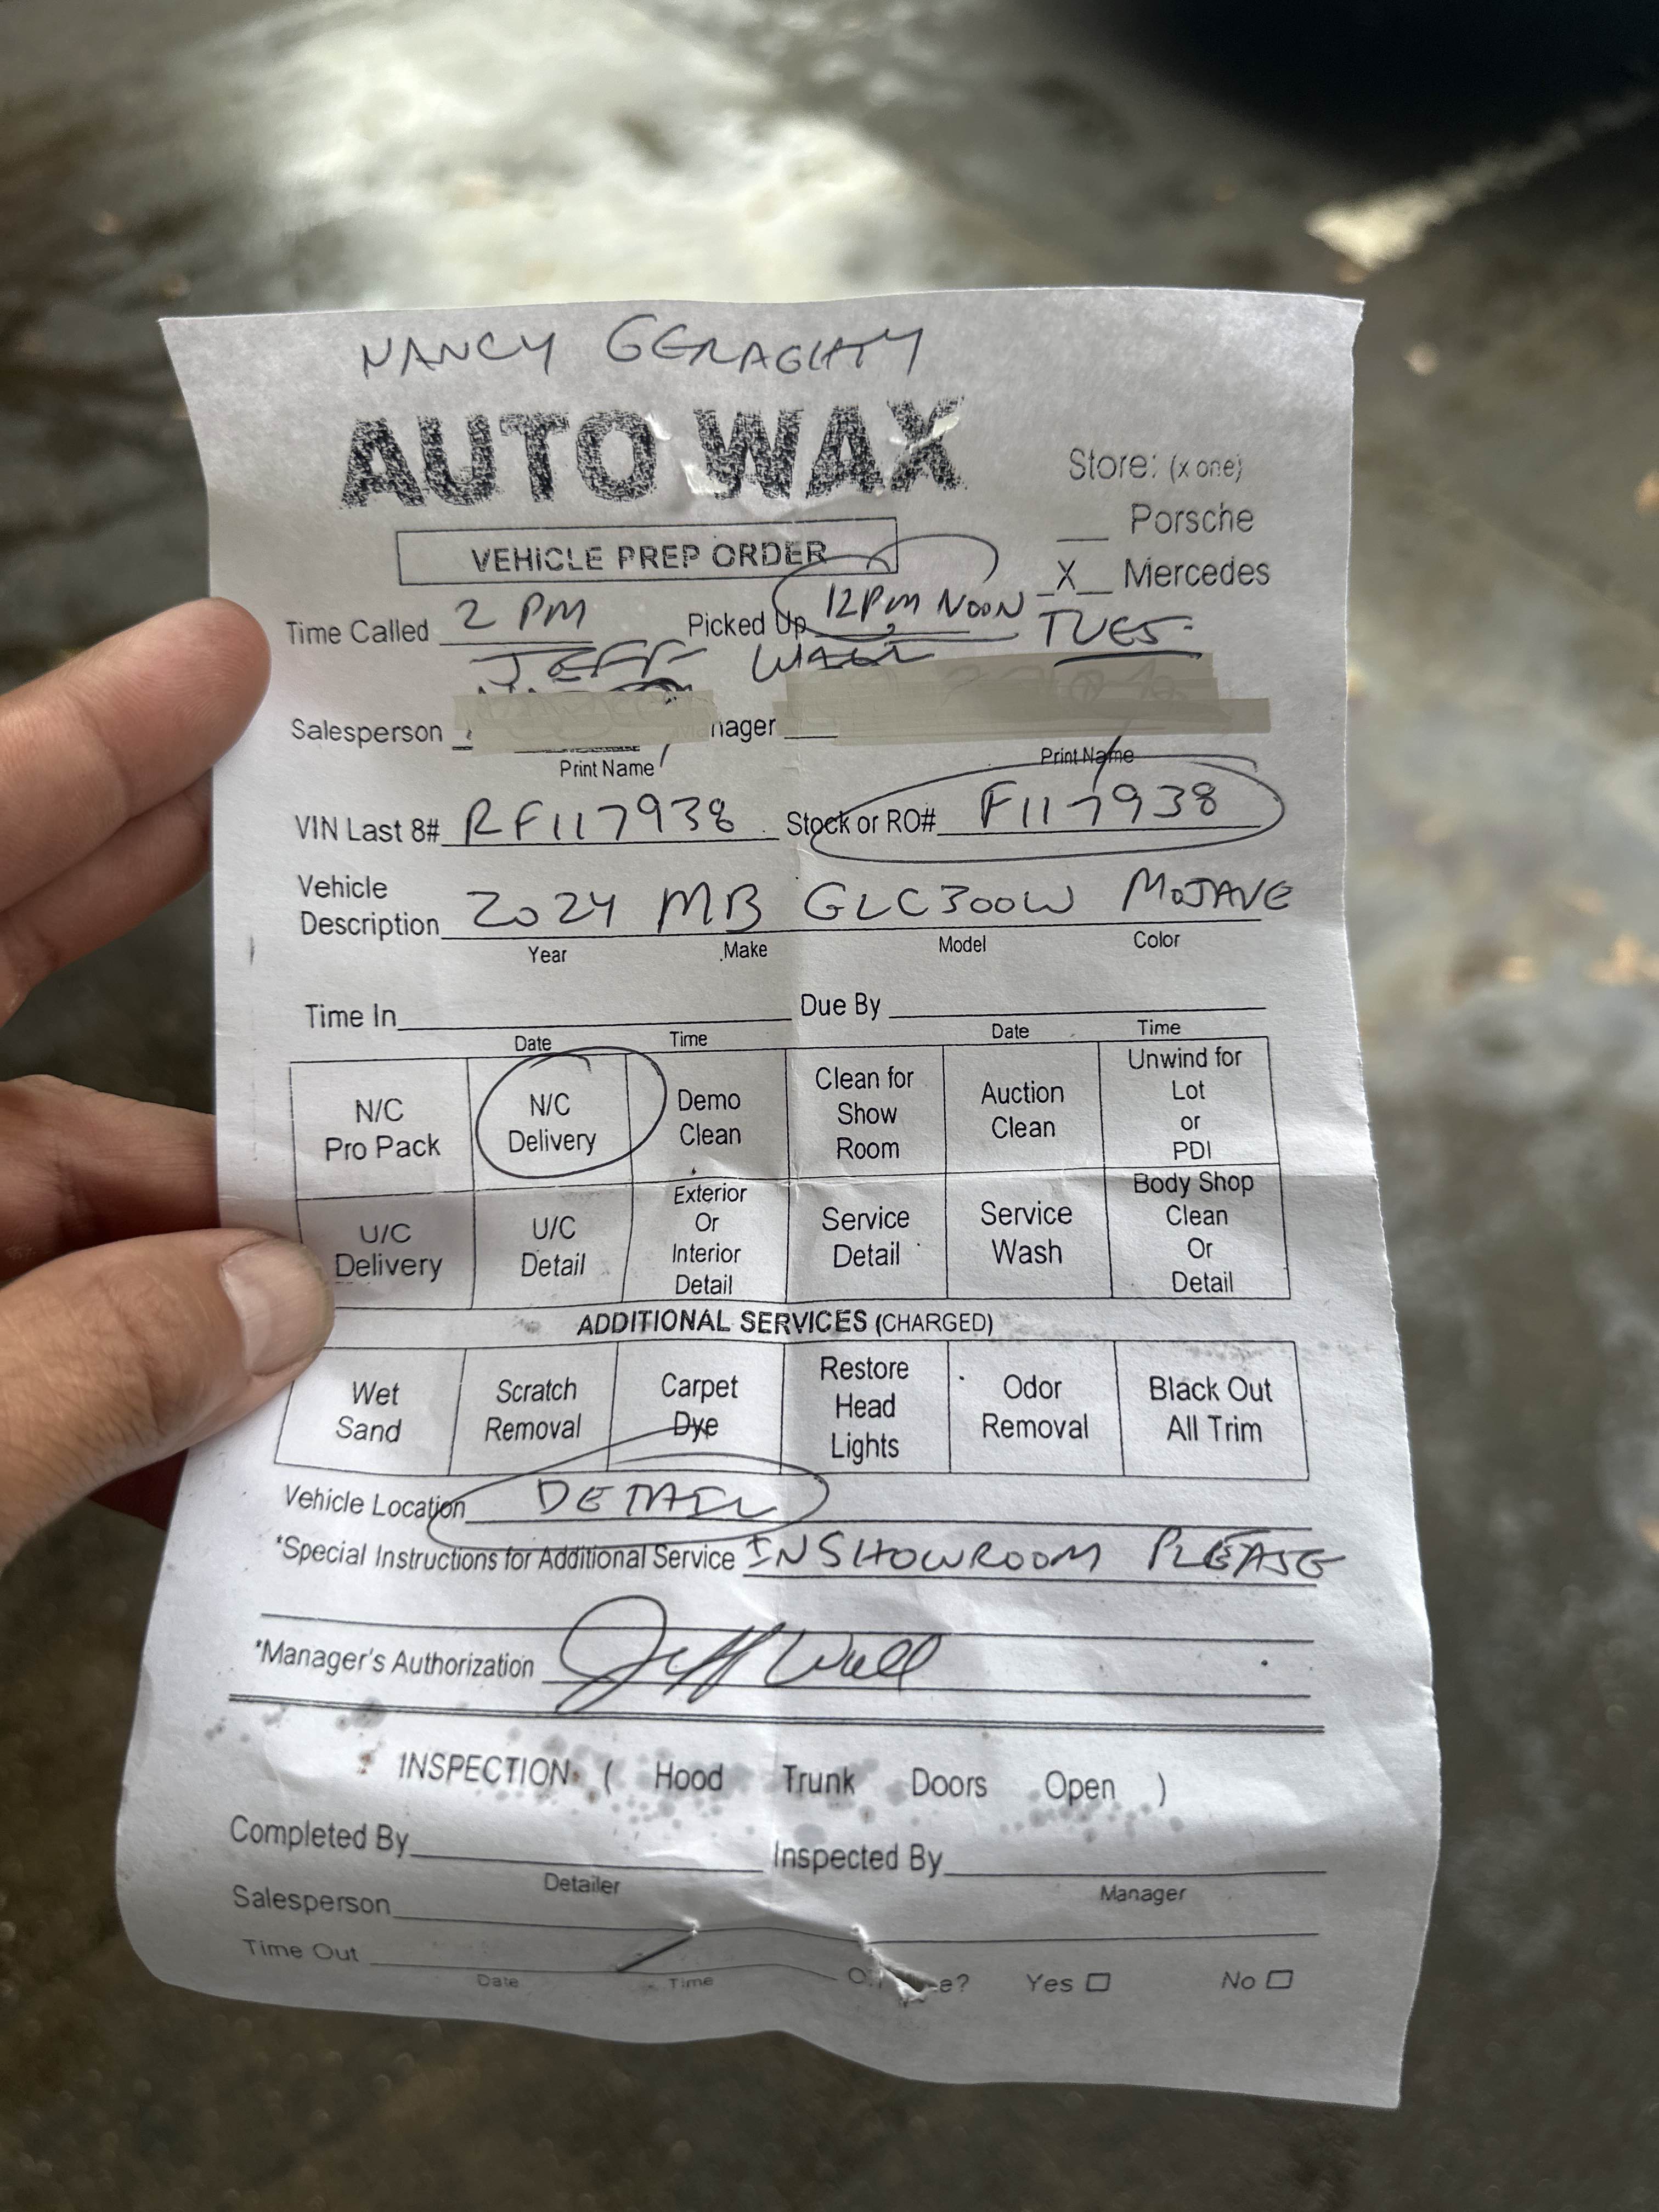 NANCY GERAGHTY
AUTO WAX
Store: (x one)
__ Porsche
VEHICLE PREP ORDER
_X_ Mercedes
Time Called 2 PM Picked Up 12PM NOON TUES-
JEFF WALL
Salesperson nager
Print Name Print Name
VIN Last 8# RF117938 Stock or RO# F117938
Vehicle Description 2024 MB GLC300W MOJAVE
Year Make Model Color
Time In Due By
Date Time Date Time
N/C Pro Pack N/C Delivery Demo Clean Clean for Show Room Auction Clean Unwind for Lot or PDI
U/C Delivery U/C Detail Exterior Or Interior Detail Service Detail Service Wash Body Shop Clean Or Detail
ADDITIONAL SERVICES (CHARGED)
Wet Sand Scratch Removal Carpet Dye Restore Head Lights Odor Removal Black Out All Trim
Vehicle Location DETAIL
*Special Instructions for Additional Service IN SHOWROOM PLEASE
*Manager's Authorization Jeff Wall
INSPECTION ( Hood Trunk Doors Open )
Completed By Inspected By
Detailer Manager
Salesperson
Time Out Yes No
Date Time